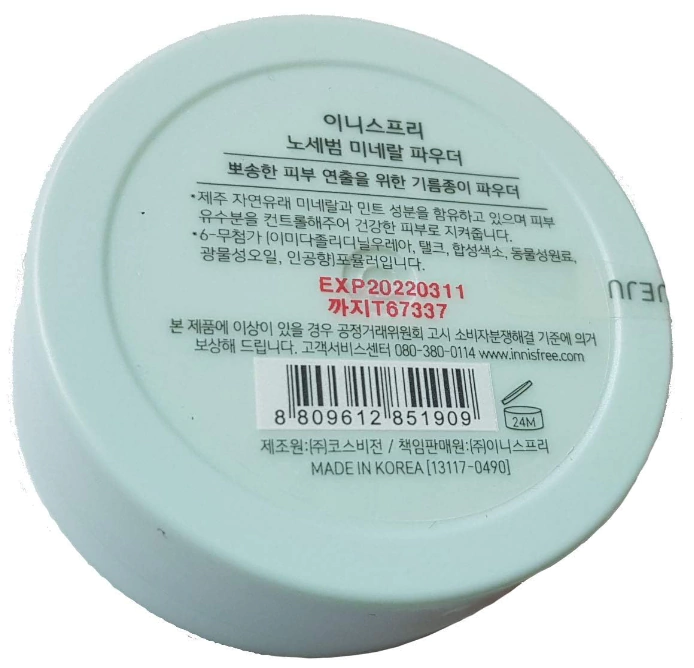 이니스프리
노세범 미네랄 파우더
뽀송한 피부 연출을 위한 기름종이 파우더
•제주 자연유래 미네랄과 민트 성분을 함유하고 있으며 피부
유수분을 컨트롤해주어 건강한 피부로 지켜줍니다.
•6-무첨가 (이미다졸리디닐우레아, 탤크, 합성색소, 동물성원료,
광물성오일, 인공향)포뮬러입니다.
EXP20220311
까지T67337
본 제품에 이상이 있을 경우 공정거래위원회 고시 소비자분쟁해결 기준에 의거
보상해 드립니다. 고객서비스센터 080-380-0114 www.innisfree.com
8 809612 851909
24M
제조원:(주)코스비전 / 책임판매원:(주)이니스프리
MADE IN KOREA [13117-0490]